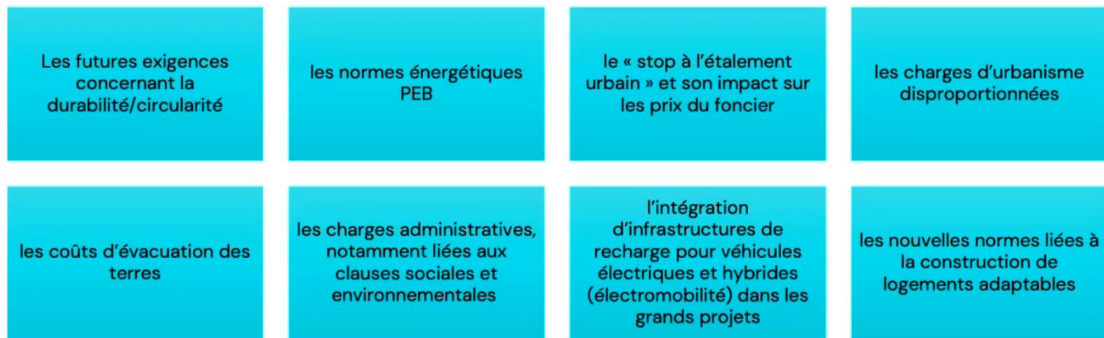 Les futures exigences
concernant la
durabilité/circularité
les normes énergétiques
PEB
le « stop à l’étalement
urbain » et son impact sur
les prix du foncier
les charges d’urbanisme
disproportionnées
les coûts d’évacuation des
terres
les charges administratives,
notamment liées aux
clauses sociales et
environnementales
l’intégration
d’infrastructures de
recharge pour véhicules
électriques et hybrides
(électromobilité) dans les
grands projets
les nouvelles normes liées à
la construction de
logements adaptables